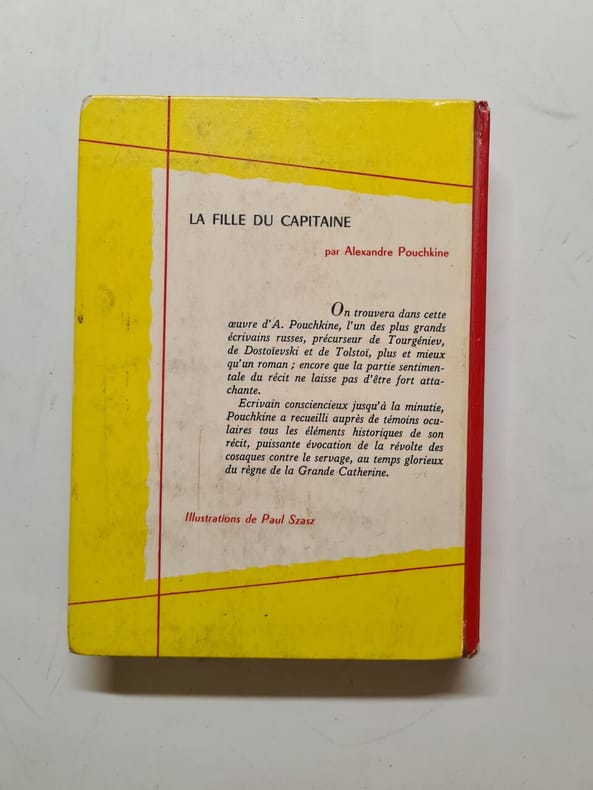 LA FILLE DU CAPITAINE
par Alexandre Pouchkine
On trouvera dans cette
œuvre d'A. Pouchkine, l'un des plus grands
écrivains russes, précurseur de Tourgéniev,
de Dostoïevski et de Tolstoï, plus et mieux
qu'un roman ; encore que la partie sentimen-
tale du récit ne laisse pas d'être fort atta-
chante.
Ecrivain consciencieux jusqu'à la minutie,
Pouchkine a recueilli auprès de témoins ocu-
laires tous les éléments historiques de son
récit, puissante évocation de la révolte des
cosaques contre le servage, au temps glorieux
du règne de la Grande Catherine.
Illustrations de Paul Szasz